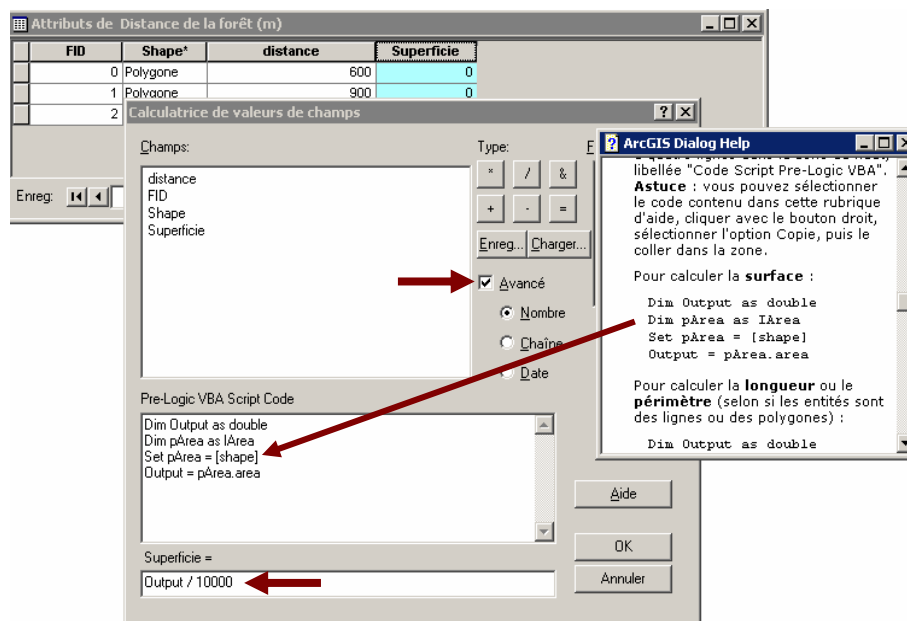 Attributs de Distance de la forêt (m)
FID Shape* distance Superficie
0 Polygone 600 0
1 Polygone 900 0
2
Enreg:
Calculatrice de valeurs de champs
Champs:
distance
FID
Shape
Superficie
Type:
* / &
+ - =
Enreg... Charger...
Avancé
Nombre
Chaîne
Date
Pre-Logic VBA Script Code
Dim Output as double
Dim pArea as IArea
Set pArea = [shape]
Output = pArea.area
Superficie =
Output / 10000
Aide
OK
Annuler
ArcGIS Dialog Help
libellée "Code Script Pre-Logic VBA".
Astuce : vous pouvez sélectionner
le code contenu dans cette rubrique
d'aide, cliquer avec le bouton droit,
sélectionner l'option Copie, puis le
coller dans la zone.
Pour calculer la surface :
Dim Output as double
Dim pArea as IArea
Set pArea = [shape]
Output = pArea.area
Pour calculer la longueur ou le
périmètre (selon si les entités sont
des lignes ou des polygones) :
Dim Output as double